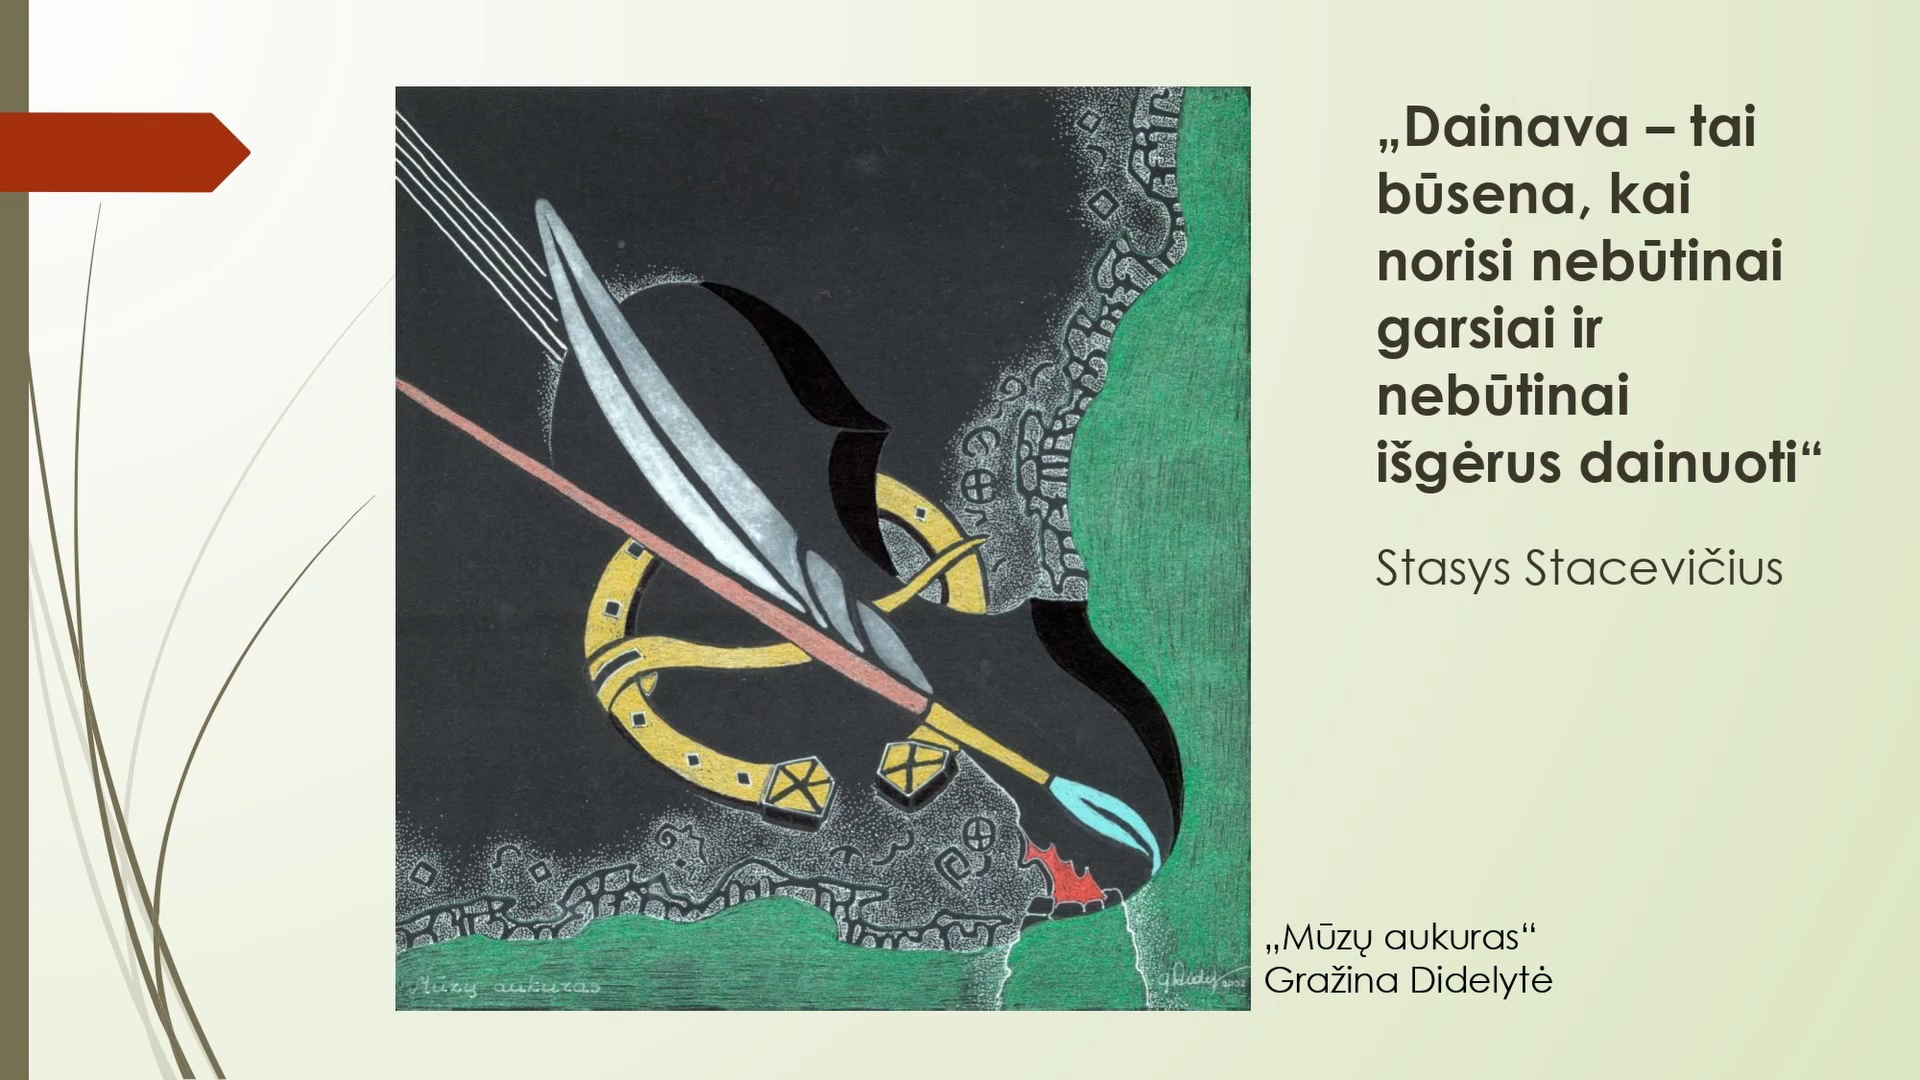 „Dainava – tai
būsena, kai
norisi nebūtinai
garsiai ir
nebūtinai
išgėrus dainuoti“
Stasys Stacevičius
„Mūzų aukuras“
Gražina Didelytė
Mūzų aukuras